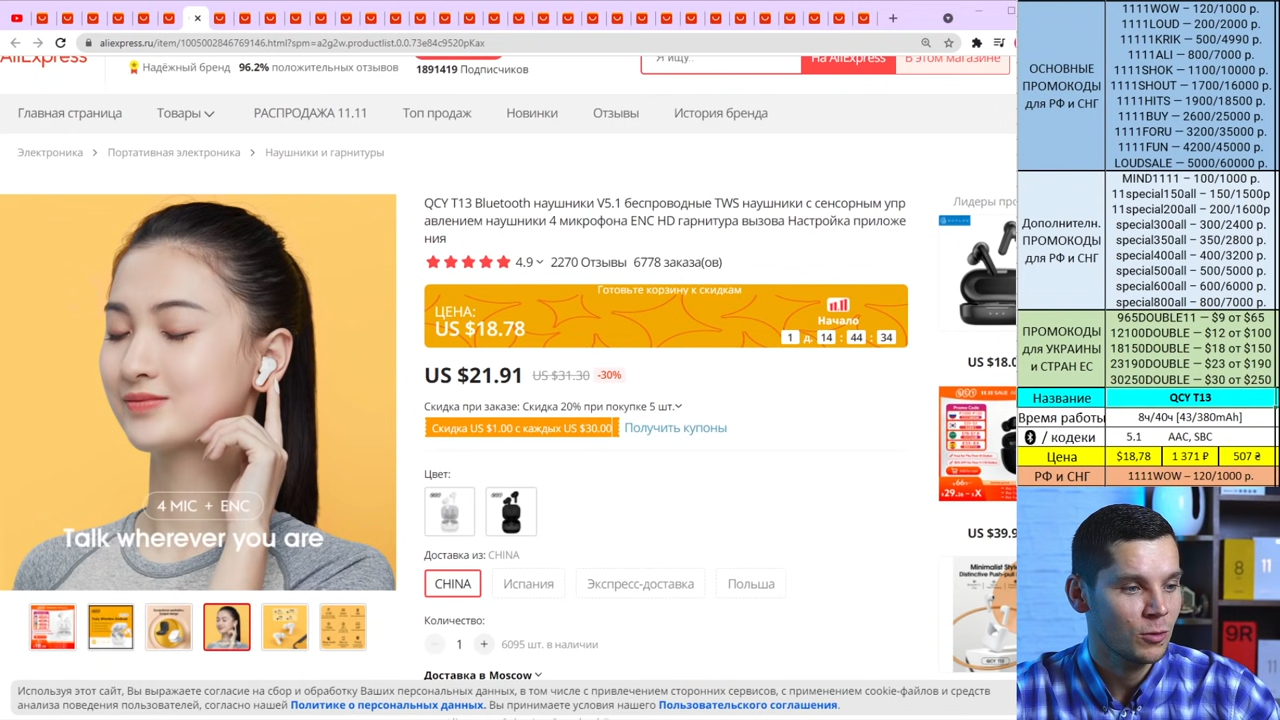 aliexpress.ru/item/1005002846769146.html?spm=a2g2w.productlist.0.0.73e84c9520pKax
AliExpress
Надёжный бренд 96.2% положительных отзывов
1891419 Подписчиков
Я ищу..
На AliExpress
В этом магазине
Главная страница Товары РАСПРОДАЖА 11.11 Топ продаж Новинки Отзывы История бренда
Электроника > Портативная электроника > Наушники и гарнитуры
4 MIC + ENC
Talk wherever you are
QCY T13 Bluetooth наушники V5.1 беспроводные TWS наушники с сенсорным упр
авлением наушники 4 микрофона ENC HD гарнитура вызова Настройка приложе
ния
4.9 2270 Отзывы 6778 заказа(ов)
Готовьте корзину к скидкам
ЦЕНА:
US $18.78
Начало
1 д. 14 : 44 : 34
US $21.91 US $31.30 -30%
Скидка при заказе: Скидка 20% при покупке 5 шт.
Скидка US $1.00 с каждых US $30.00 Получить купоны
Цвет:
Доставка из: CHINA
CHINA Испания Экспресс-доставка Польша
Количество:
− 1 + 6095 шт. в наличии
Доставка в Moscow
Лидеры про
US $18.0
Promo Code
US $39.9
Minimalist Style
Distinctive Push-pull
Используя этот сайт, Вы выражаете согласие на сбор и обработку Ваших персональных данных, в том числе с привлечением сторонних сервисов, с применением cookie-файлов и средств
анализа поведения пользователей, согласно нашей Политике о персональных данных. Вы принимаете условия нашего Пользовательского соглашения.
ОСНОВНЫЕ
ПРОМОКОДЫ
для РФ и СНГ
1111WOW – 120/1000 р.
1111LOUD – 200/2000 р.
11111KRIK – 500/4990 р.
1111ALI – 800/7000 р.
1111SHOK – 1100/10000 р.
1111SHOUT – 1700/16000 р.
1111HITS – 1900/18500 р.
1111BUY – 2600/25000 р.
1111FORU – 3200/35000 р.
1111FUN – 4200/45000 р.
LOUDSALE – 5000/60000 р.
Дополнительн.
ПРОМОКОДЫ
для РФ и СНГ
MIND1111 – 100/1000 р.
11special150all – 150/1500р
11special200all – 200/1600р
special300all – 300/2400 р.
special350all – 350/2800 р.
special400all – 400/3200 р.
special500all – 500/5000 р.
special600all – 600/6000 р.
special800all – 800/7000 р.
ПРОМОКОДЫ
для УКРАИНЫ
и СТРАН ЕС
965DOUBLE11 – $9 от $65
12100DOUBLE – $12 от $100
18150DOUBLE – $18 от $150
23190DOUBLE – $23 от $190
30250DOUBLE – $30 от $250
Название QCY T13
Время работы 8ч/40ч [43/380mAh]
/ кодеки 5.1 AAC, SBC
Цена $18,78 1 371 ₽ 507 ₴
РФ и СНГ 1111WOW – 120/1000 р.